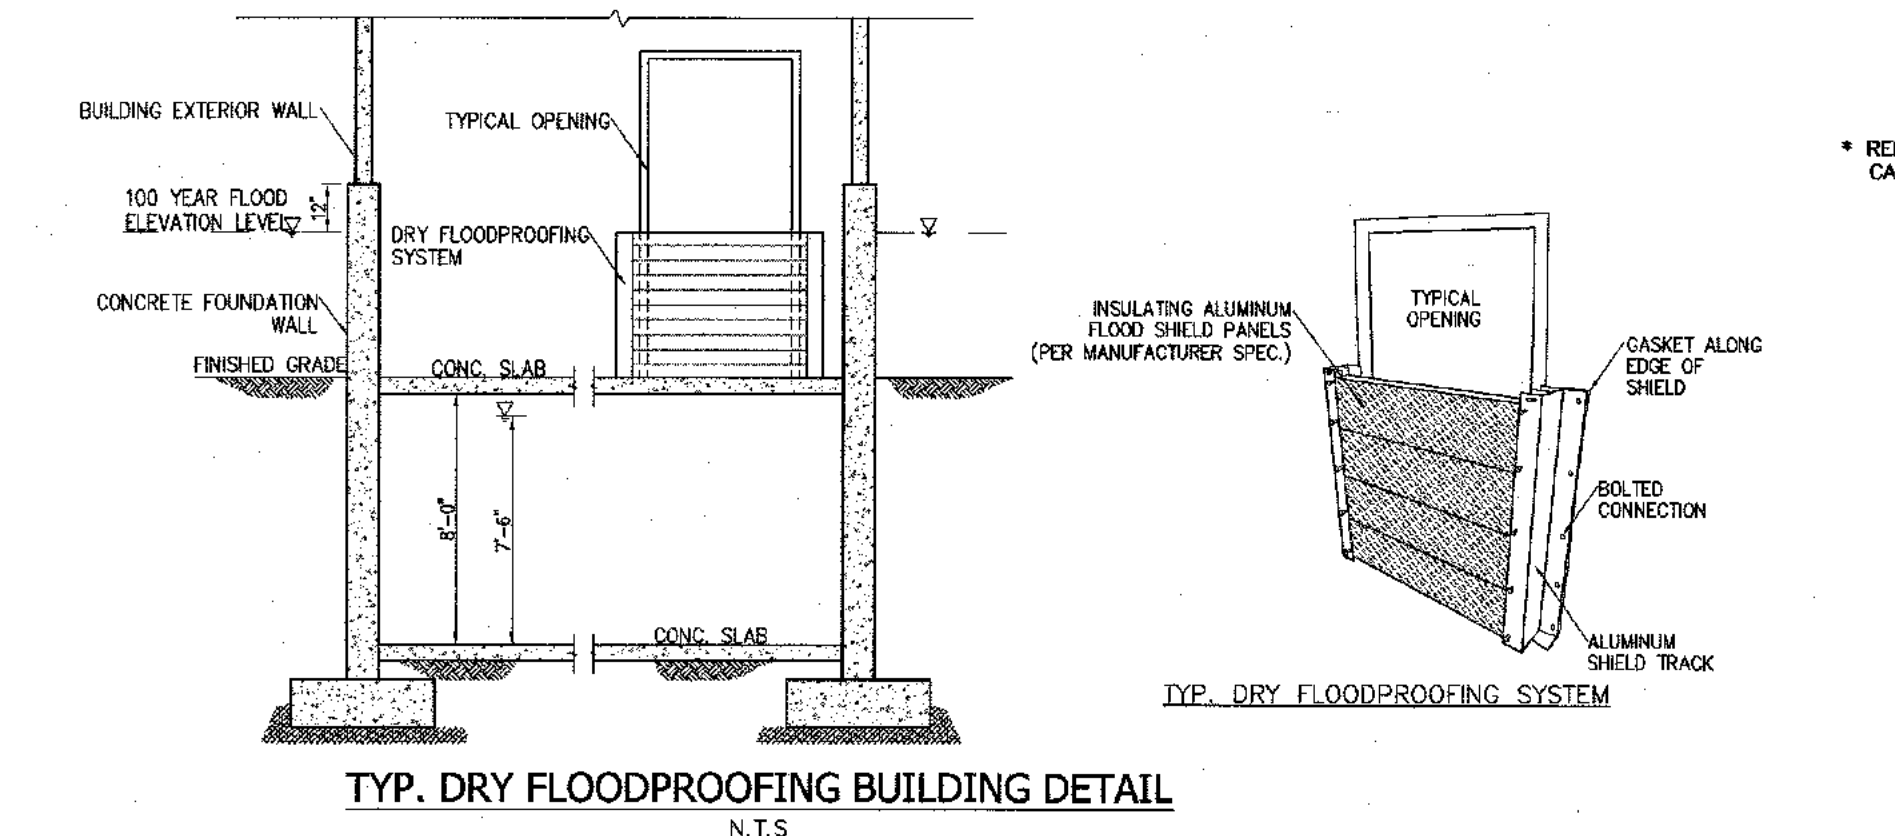 BUILDING EXTERIOR WALL
TYPICAL OPENING
100 YEAR FLOOD
ELEVATION LEVEL
12"
DRY FLOODPROOFING
SYSTEM
CONCRETE FOUNDATION
WALL
FINISHED GRADE
CONC. SLAB
8'-0"
7'-6"
CONC. SLAB
TYP. DRY FLOODPROOFING BUILDING DETAIL
N.T.S
* RE
CA
TYPICAL
OPENING
INSULATING ALUMINUM
FLOOD SHIELD PANELS
(PER MANUFACTURER SPEC.)
GASKET ALONG
EDGE OF
SHIELD
BOLTED
CONNECTION
ALUMINUM
SHIELD TRACK
TYP. DRY FLOODPROOFING SYSTEM